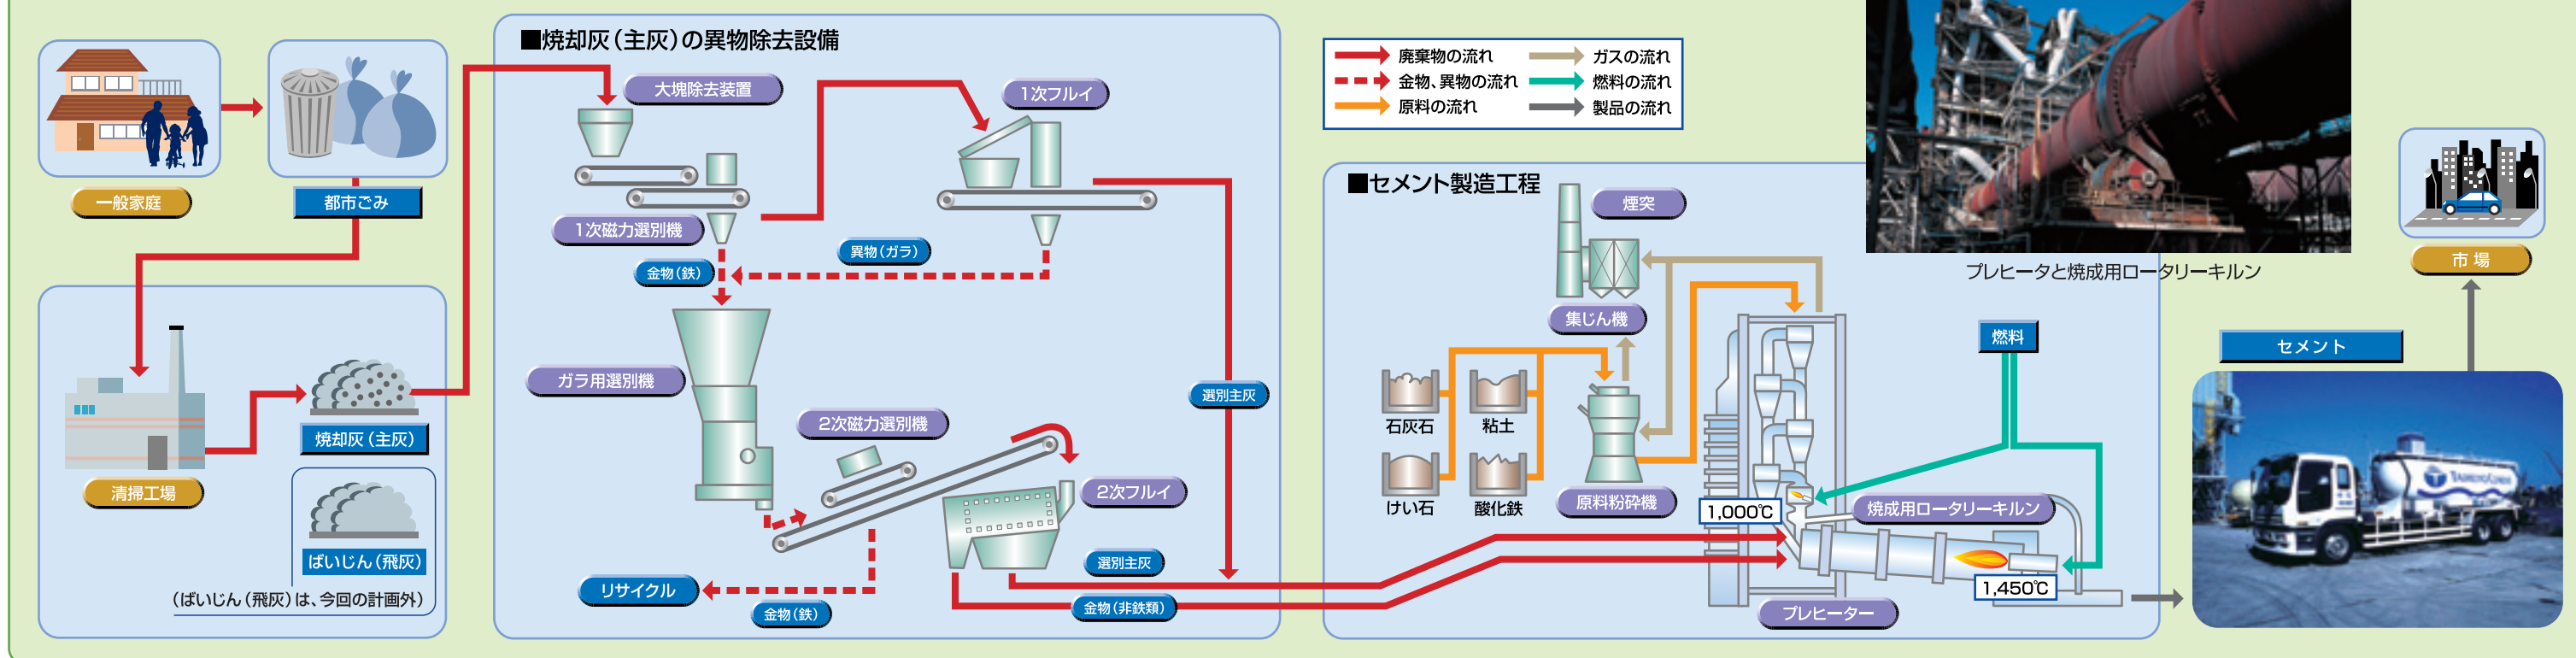 一般家庭
都市ごみ
清掃工場
焼却灰（主灰）
ばいじん（飛灰）
（ばいじん（飛灰）は、今回の計画外）
■焼却灰（主灰）の異物除去設備
大塊除去装置
1次フルイ
1次磁力選別機
異物（ガラ）
金物（鉄）
ガラ用選別機
2次磁力選別機
選別主灰
2次フルイ
選別主灰
リサイクル
金物（鉄）
金物（非鉄類）
廃棄物の流れ
金物、異物の流れ
原料の流れ
ガスの流れ
燃料の流れ
製品の流れ
■セメント製造工程
煙突
集じん機
石灰石
粘土
けい石
酸化鉄
原料粉砕機
燃料
1,000℃
焼成用ロータリーキルン
1,450℃
プレヒーター
プレヒータと焼成用ロータリーキルン
市場
セメント
TAIHEIYO CEMENT